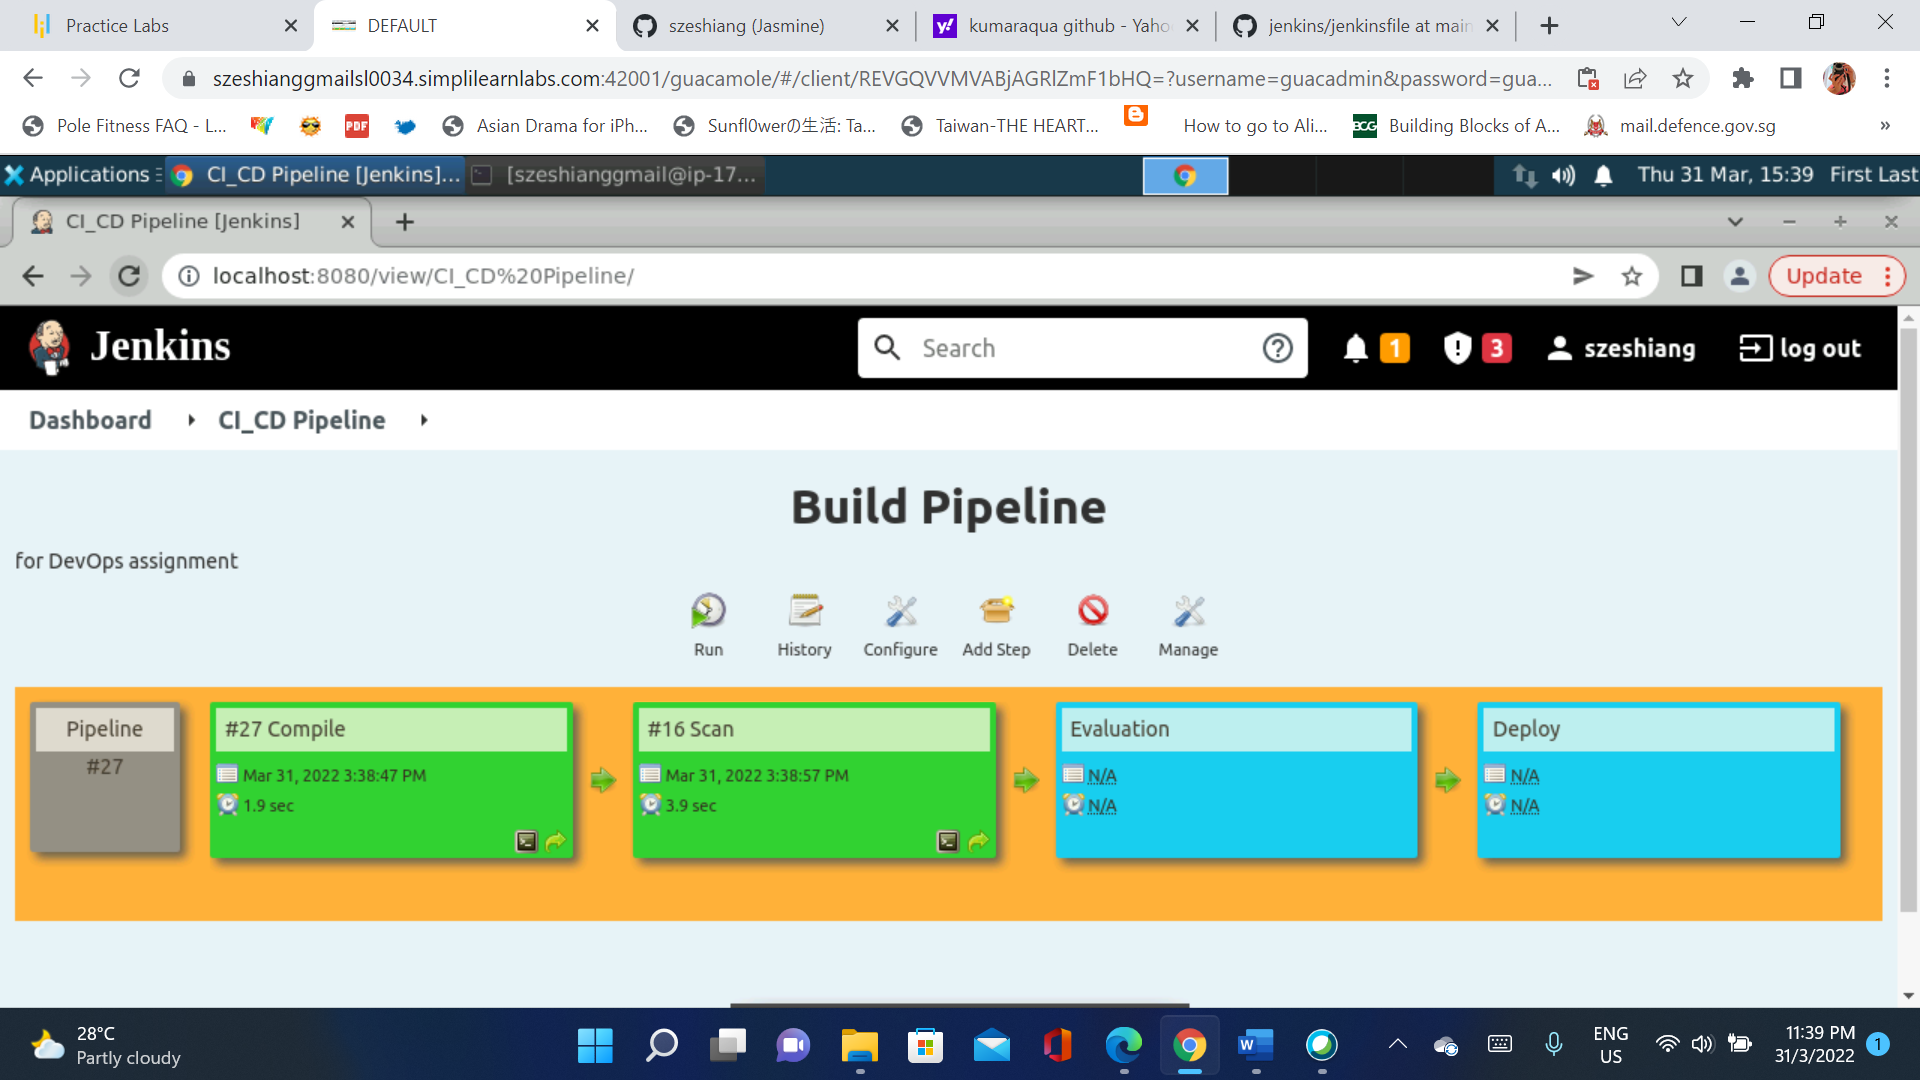 Practice Labs
DEFAULT
szeshiang (Jasmine)
kumaraqua github - Yaho
jenkins/jenkinsfile at main
szeshianggmailsl0034.simplilearnlabs.com:42001/guacamole/#/client/REVGQVVMVABjAGRlZmF1bHQ=?username=guacadmin&password=gua...
Pole Fitness FAQ - L...
PDF
Asian Drama for iPh...
Sunfl0werの生活: Ta...
Taiwan-THE HEART...
How to go to Ali...
BCG
Building Blocks of A...
mail.defence.gov.sg
»
Applications
CI_CD Pipeline [Jenkins]...
[szeshianggmail@ip-17...
Thu 31 Mar, 15:39
First Last
CI_CD Pipeline [Jenkins]
localhost:8080/view/CI_CD%20Pipeline/
Update
Jenkins
Search
1
3
szeshiang
log out
Dashboard
CI_CD Pipeline
Build Pipeline
for DevOps assignment
Run
History
Configure
Add Step
Delete
Manage
Pipeline
#27
#27 Compile
Mar 31, 2022 3:38:47 PM
1.9 sec
#16 Scan
Mar 31, 2022 3:38:57 PM
3.9 sec
Evaluation
N/A
N/A
Deploy
N/A
N/A
28°C
Partly cloudy
ENG
US
11:39 PM
31/3/2022
1